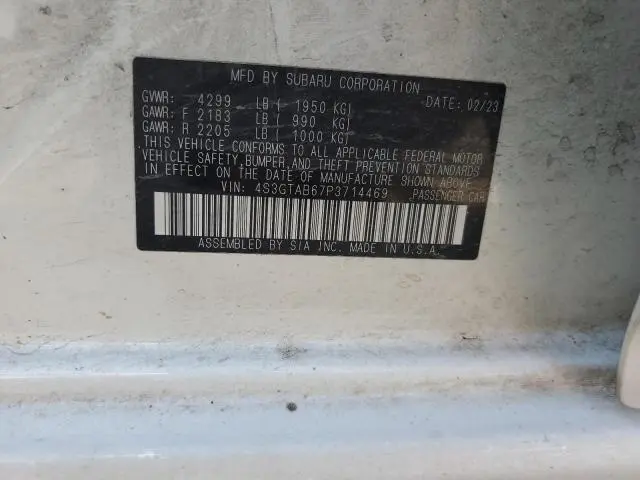 MFD BY SUBARU CORPORATION
GVWR: 4299 LB ( 1950 KG) DATE: 02/23
GAWR: F 2183 LB ( 990 KG)
GAWR: R 2205 LB ( 1000 KG)
THIS VEHICLE CONFORMS TO ALL APPLICABLE FEDERAL MOTOR
VEHICLE SAFETY, BUMPER, AND THEFT PREVENTION STANDARDS
IN EFFECT ON THE DATE OF MANUFACTURE SHOWN ABOVE.
VIN: 4S3GTAB67P3714469 PASSENGER CAR
ASSEMBLED BY SIA INC. MADE IN U.S.A.